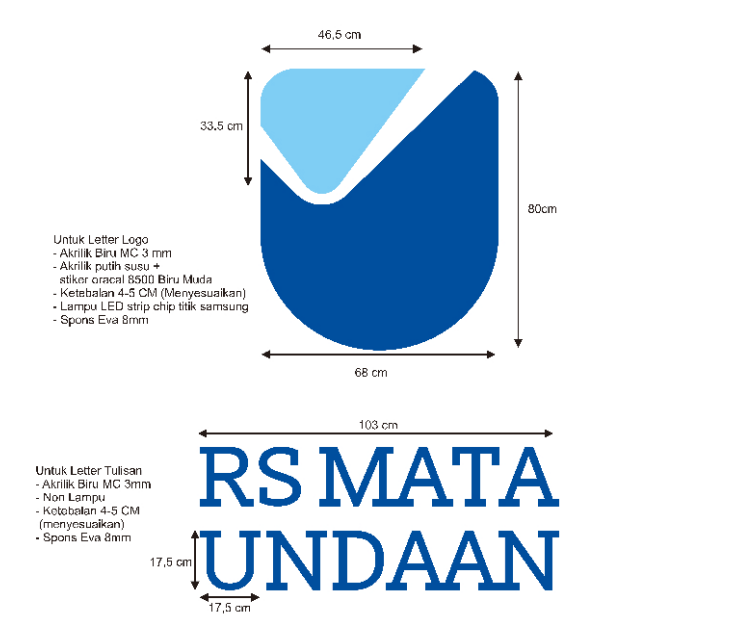 46,5 cm
33.5 cm
80cm
Untuk Letter Logo
- Akrilik Biru MC 3 mm
- Akrilik putih susu +
stiker oracal 8500 Biru Muda
- Ketebalan 4-5 CM (Menyesuaikan)
- Lampu LED strip chip titik samsung
- Spons Eva 8mm
68 cm
103 cm
RS MATA
UNDAAN
Untuk Letter Tulisan
- Akrilik Biru MC 3mm
- Non Lampu
- Ketebalan 4-5 CM
(menyesuaikan)
- Spons Eva 8mm
17,5 cm
17,5 cm